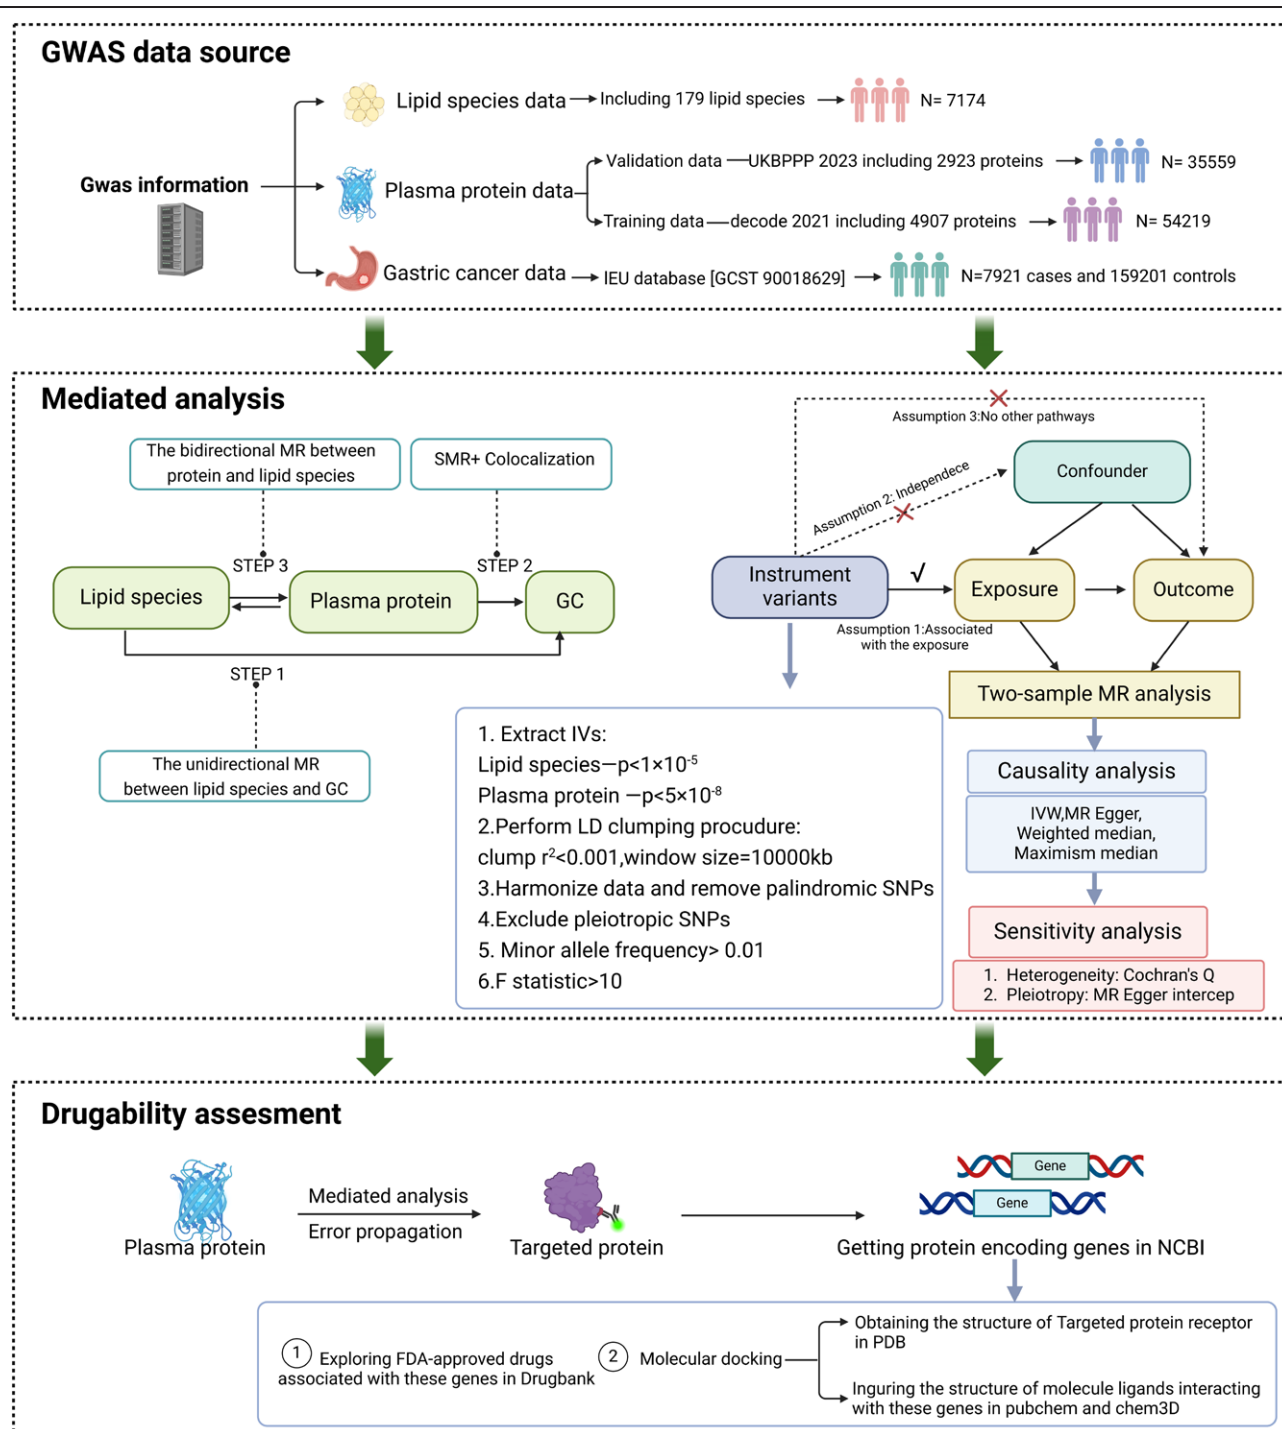 GWAS data source
Lipid species data
Including 179 lipid species
N= 7174
Gwas information
Plasma protein data
Validation data
UKBPPP 2023 including 2923 proteins
N= 35559
Training data
decode 2021 including 4907 proteins
N= 54219
Gastric cancer data
IEU database [GCST 90018629]
N=7921 cases and 159201 controls
Mediated analysis
The bidirectional MR between
protein and lipid species
SMR+ Colocalization
STEP 3
STEP 2
Lipid species
Plasma protein
GC
STEP 1
The unidirectional MR
between lipid species and GC
Assumption 3:No other pathways
Assumption 2: Independece
Confounder
Instrument
variants
√
Exposure
Outcome
Assumption 1:Associated
with the exposure
Two-sample MR analysis
1. Extract IVs:
Lipid species—p<1×10-5
Plasma protein —p<5×10-8
2.Perform LD clumping procudure:
clump r2<0.001,window size=10000kb
3.Harmonize data and remove palindromic SNPs
4.Exclude pleiotropic SNPs
5. Minor allele frequency> 0.01
6.F statistic>10
Causality analysis
IVW,MR Egger,
Weighted median,
Maximism median
Sensitivity analysis
1. Heterogeneity: Cochran's Q
2. Pleiotropy: MR Egger intercep
Drugability assesment
Plasma protein
Mediated analysis
Error propagation
Targeted protein
Gene
Gene
Getting protein encoding genes in NCBI
1 Exploring FDA-approved drugs
associated with these genes in Drugbank
2 Molecular docking
Obtaining the structure of Targeted protein receptor
in PDB
Inguring the structure of molecule ligands interacting
with these genes in pubchem and chem3D